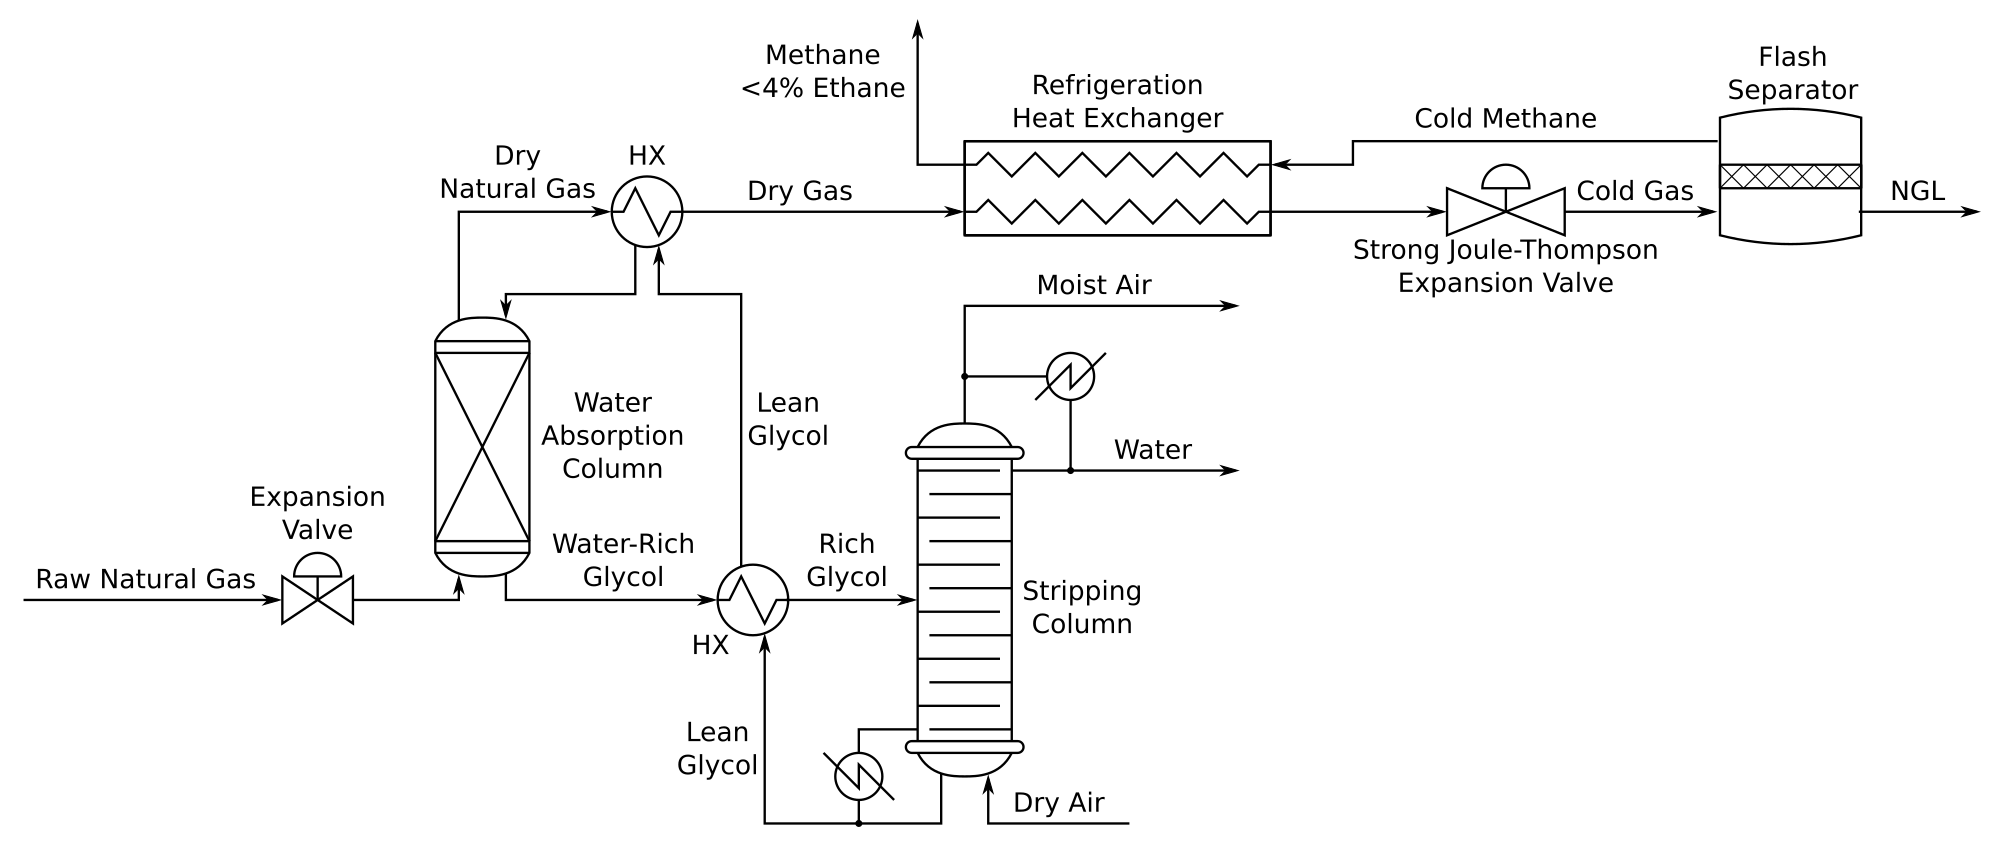 Methane
<4% Ethane
Refrigeration
Heat Exchanger
Flash
Separator
Cold Methane
Dry
Natural Gas
HX
Dry Gas
Cold Gas
NGL
Strong Joule-Thompson
Expansion Valve
Moist Air
Water
Absorption
Column
Lean
Glycol
Water
Expansion
Valve
Raw Natural Gas
Water-Rich
Glycol
Rich
Glycol
Stripping
Column
HX
Lean
Glycol
Dry Air